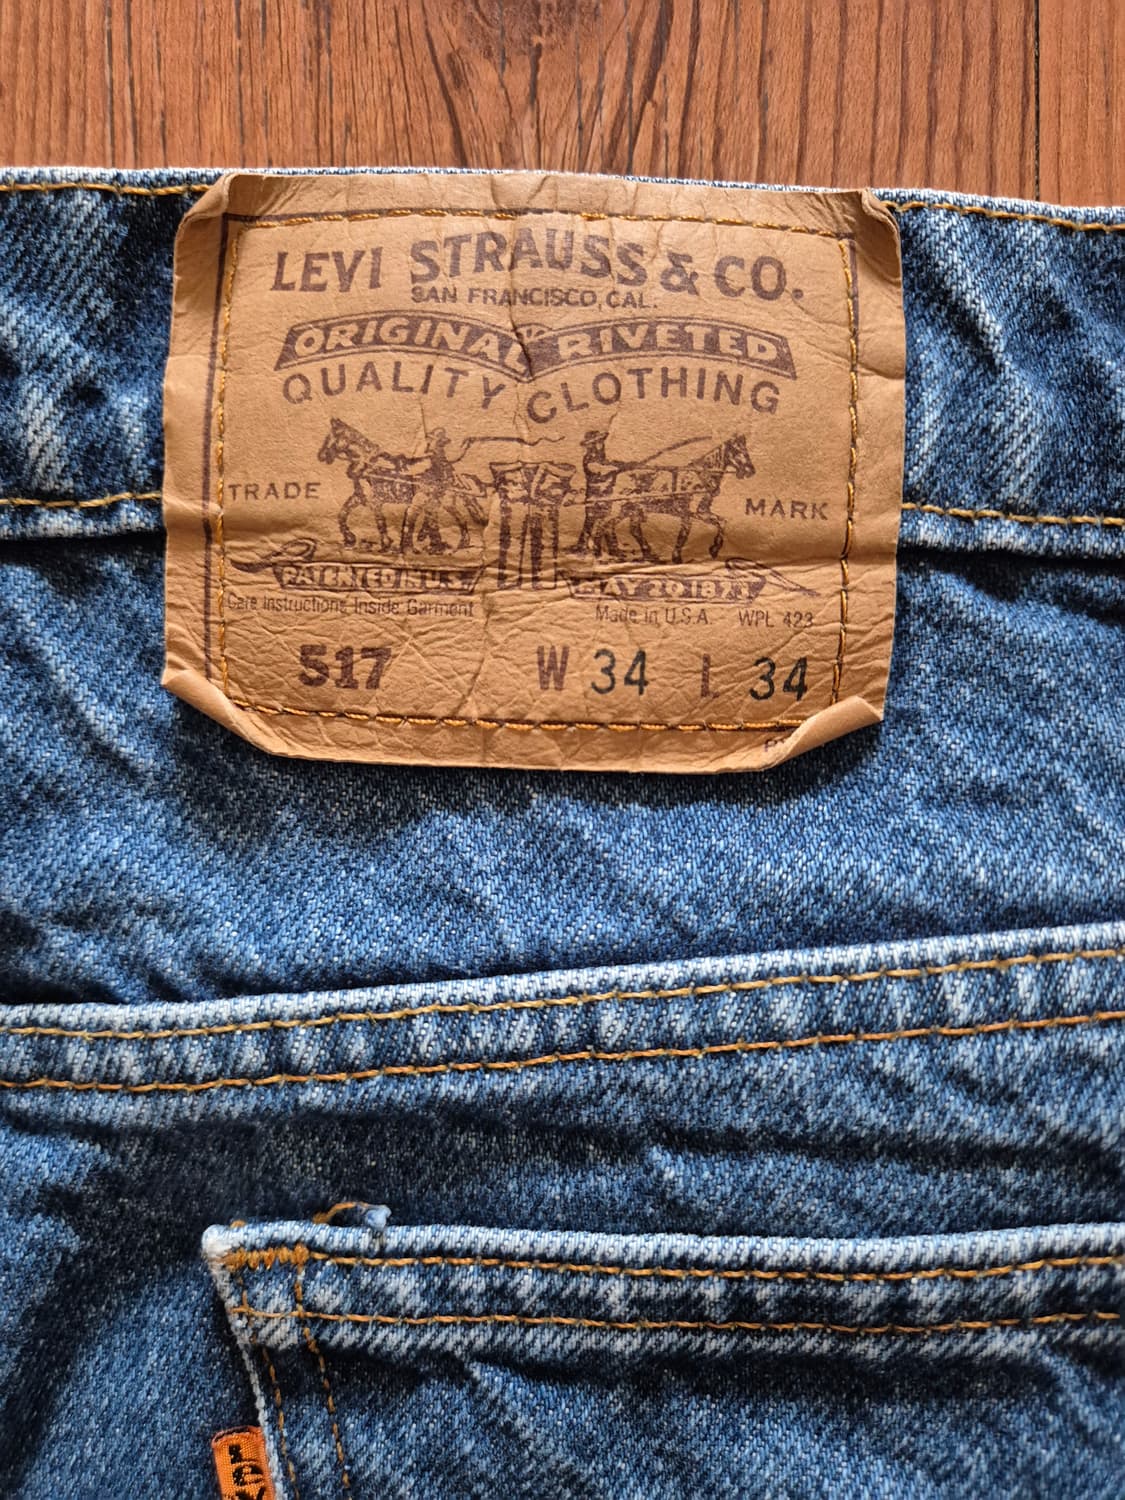 LEVI STRAUSS & CO.
SAN FRANCISCO, CAL.
ORIGINAL RIVETED
QUALITY CLOTHING
TRADE MARK
PATENTED IN U.S. MAY 20 1873
Care Instructions Inside Garment Made in U.S.A. WPL 423
517 W 34 L 34